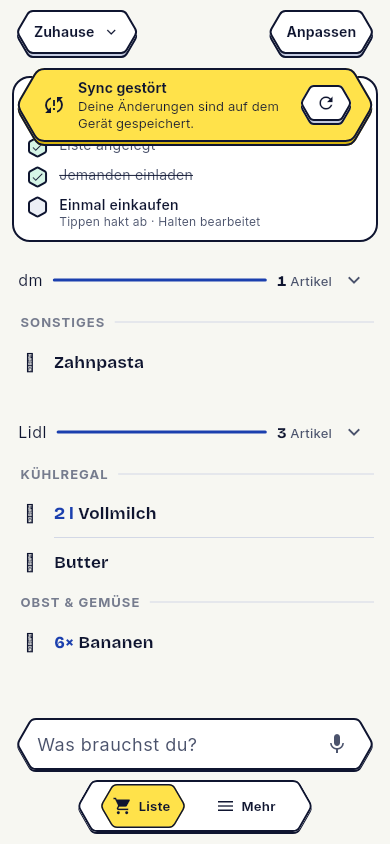 Zuhause
Anpassen
Sync gestört
Deine Änderungen sind auf dem
Gerät gespeichert.
Liste angelegt
Jemanden einladen
Einmal einkaufen
Tippen hakt ab · Halten bearbeitet
dm
1 Artikel
SONSTIGES
Zahnpasta
Lidl
3 Artikel
KÜHLREGAL
2 l Vollmilch
Butter
OBST & GEMÜSE
6× Bananen
Was brauchst du?
Liste
Mehr